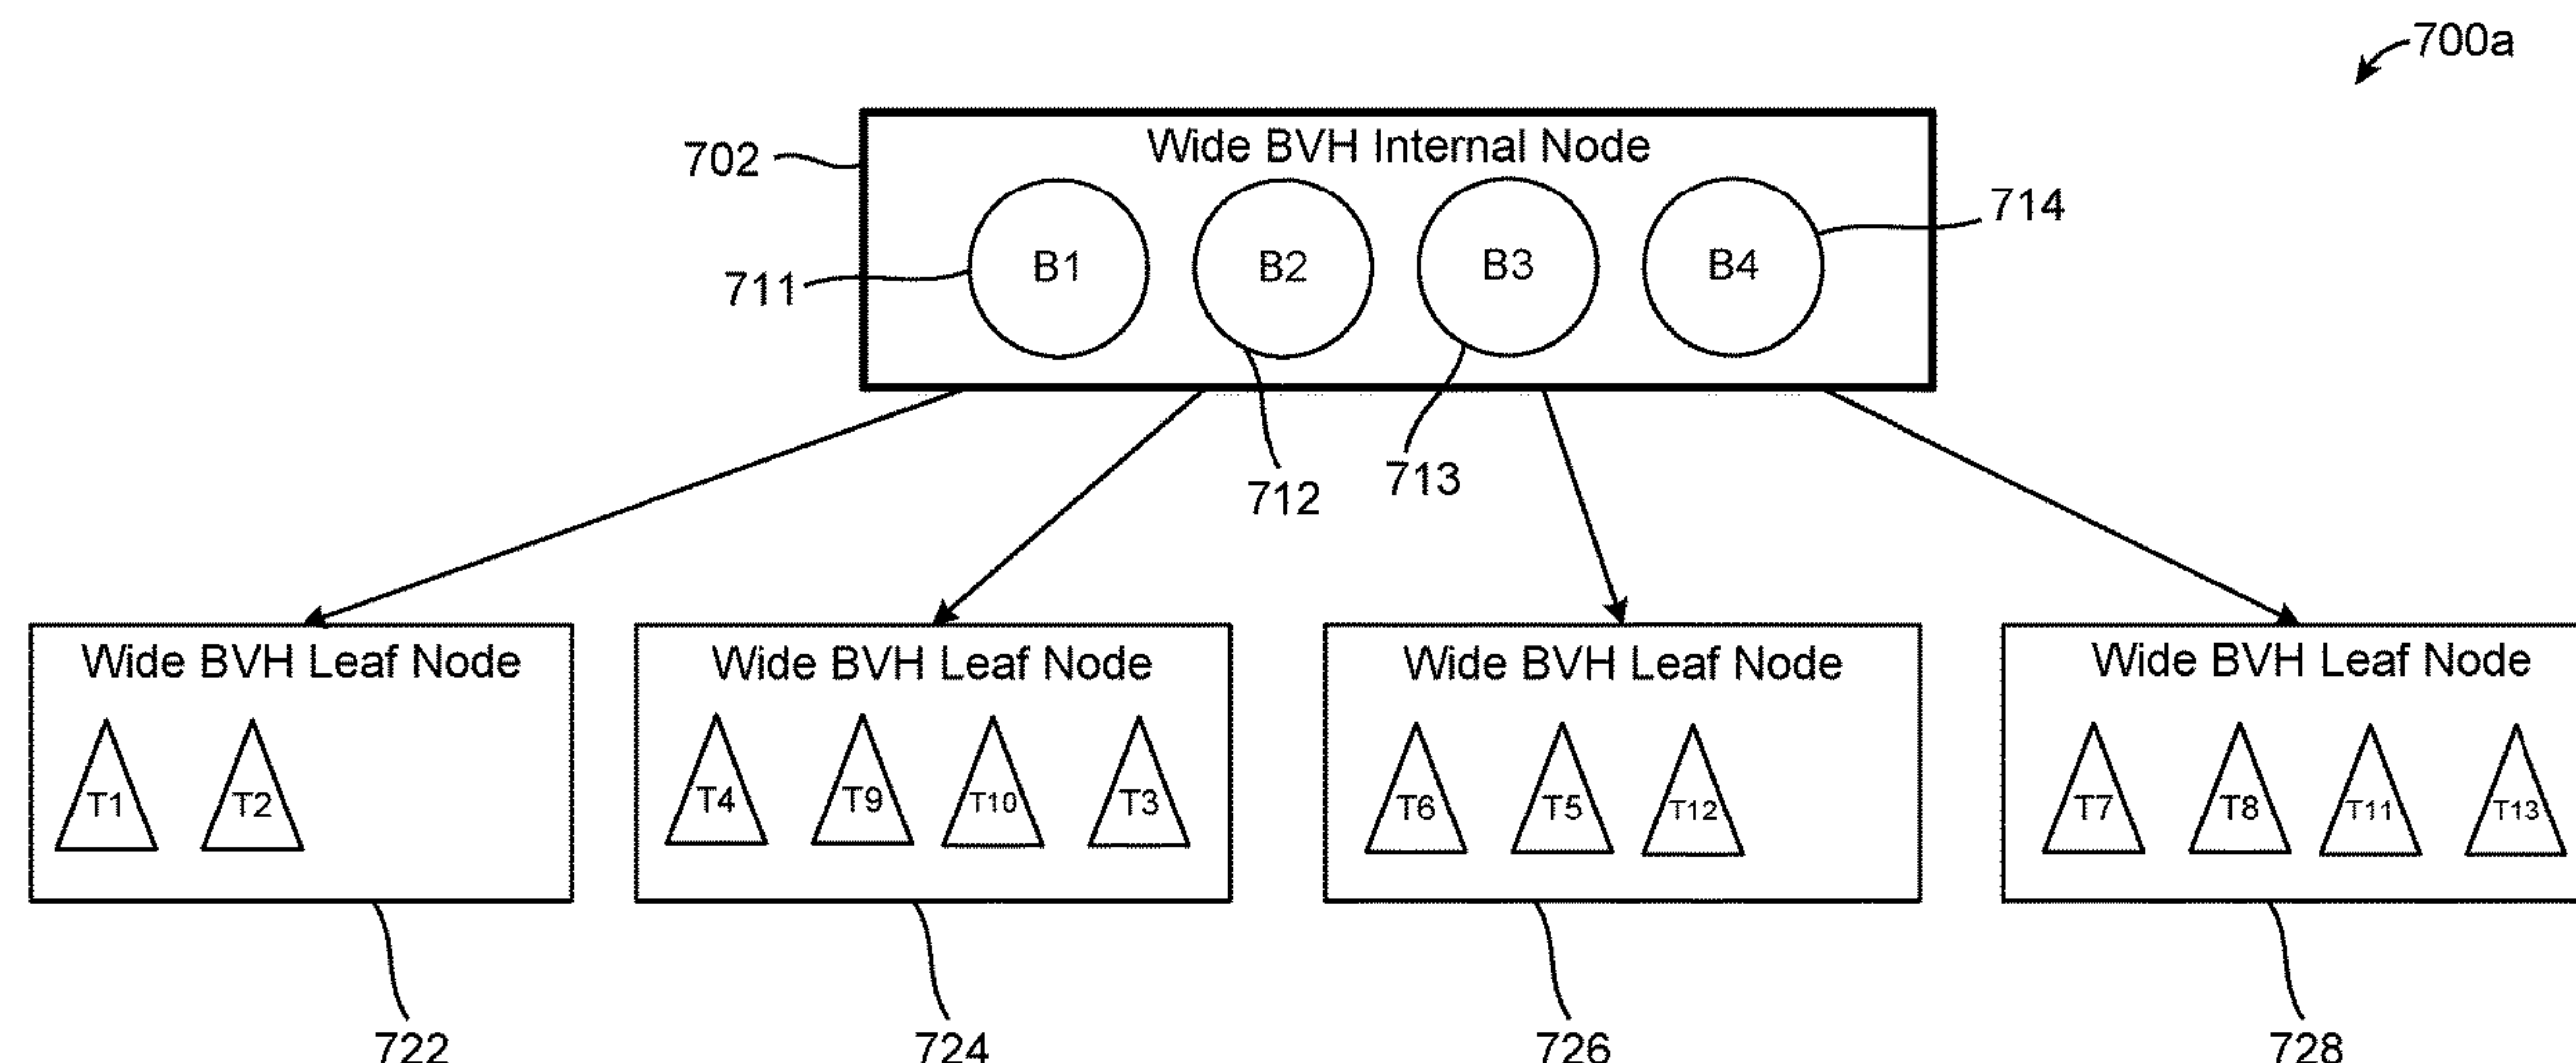 700a
Wide BVH Internal Node
702
714
B1 B2 B3 B4
711
713
712
Wide BVH Leaf Node Wide BVH Leaf Node Wide BVH Leaf Node Wide BVH Leaf Node
T1 T2 T4 T9 T10 T3 T6 T5 T12 T7 T8 T11 T13
722 724 726 728